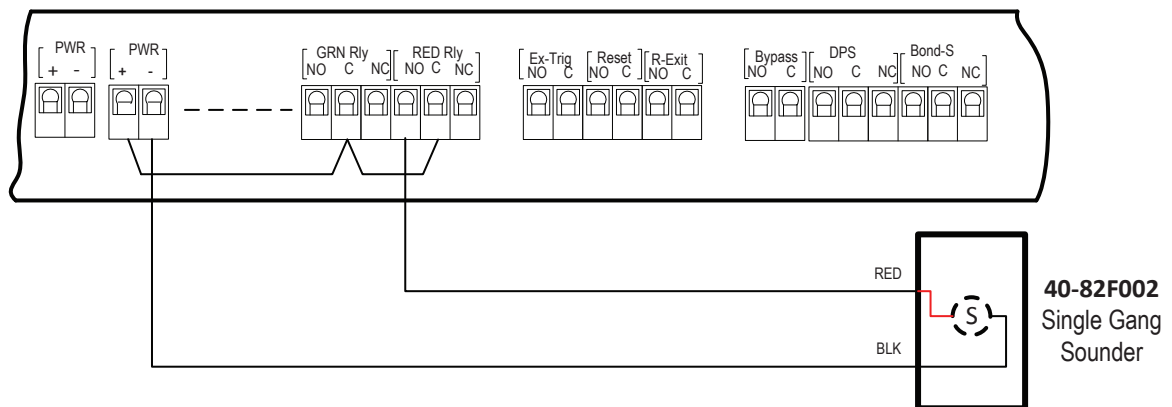 PWR PWR GRN Rly RED Rly Ex-Trig Reset R-Exit Bypass DPS Bond-S
+ - + - NO C NC NO C NC NO C NO C NO C NO C NO C NC NO C NC
RED
S
BLK
40-82F002
Single Gang
Sounder